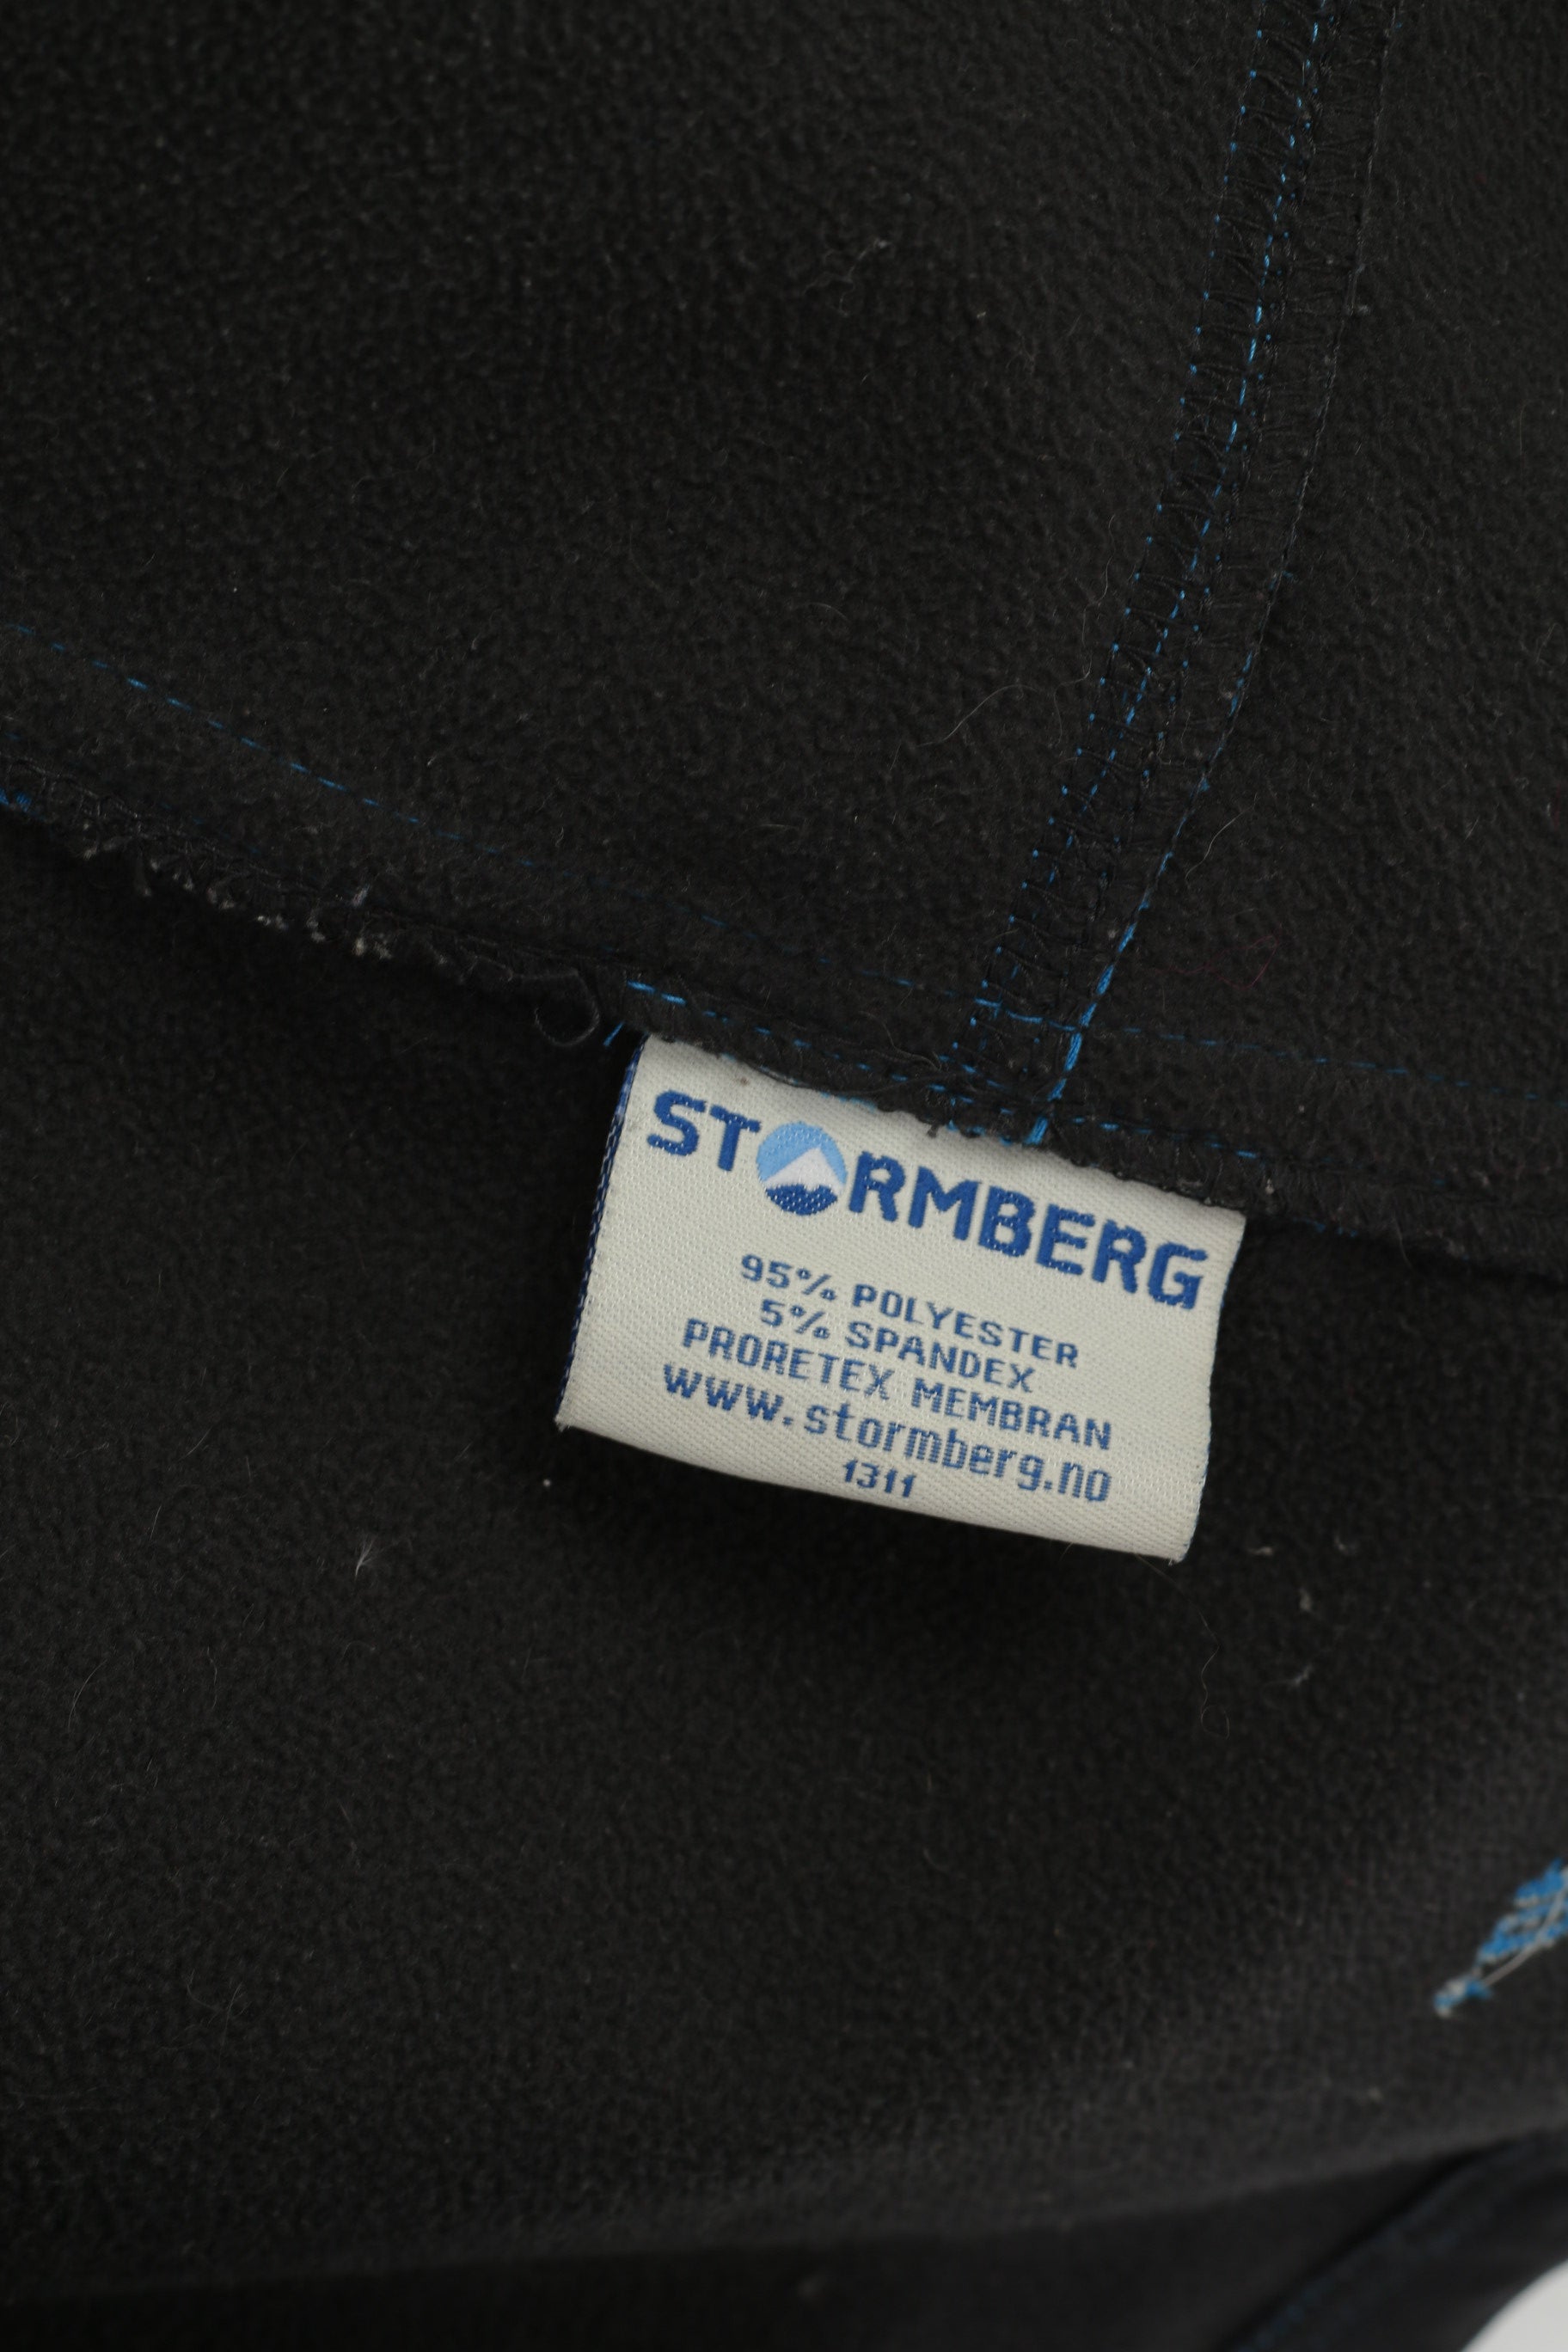 STORMBERG
95% POLYESTER
5% SPANDEX
PRORETEX MEMBRAN
www.stormberg.no
1311